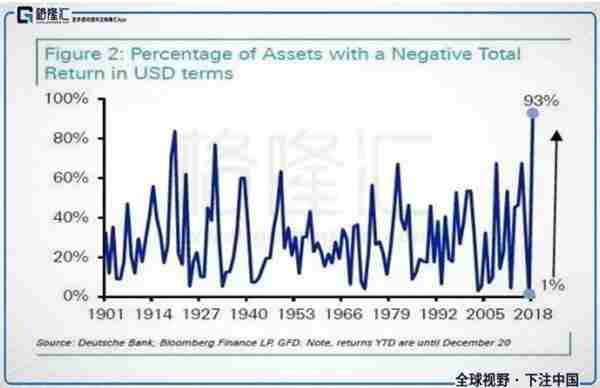 格隆汇
Figure 2: Percentage of Assets with a Negative Total
Return in USD terms
100%
93%
80%
60%
40%
20%
0%
1%
格隆汇
1901 1914 1927 1940 1953 1966 1979 1992 2005 2018
Source: Deutsche Bank, Bloomberg Finance LP, GFD. Note, returns YTD are until December 20
全球视野·下注中国